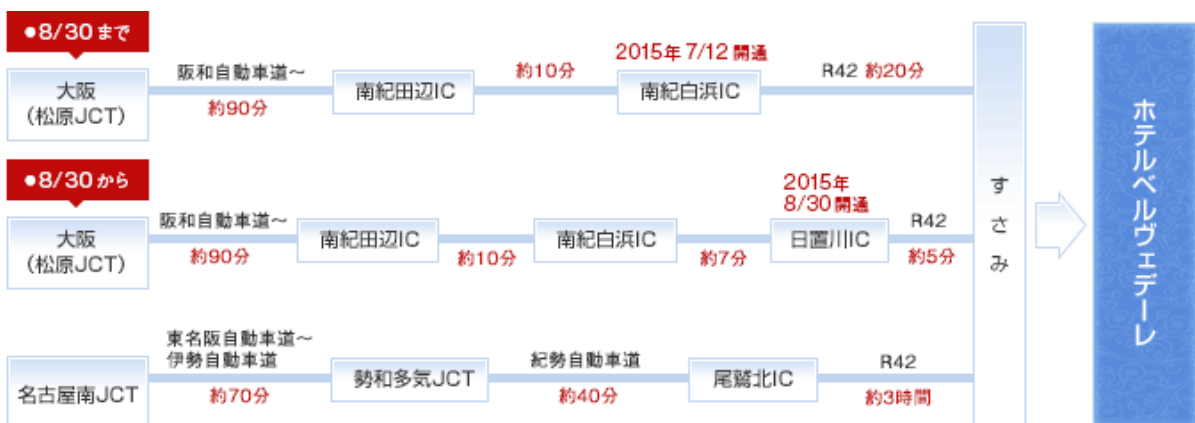 ●8/30まで
大阪
(松原JCT)
阪和自動車道～
約90分
南紀田辺IC
約10分
2015年7/12開通
南紀白浜IC
R42 約20分
●8/30から
大阪
(松原JCT)
阪和自動車道～
約90分
南紀田辺IC
約10分
南紀白浜IC
約7分
2015年
8/30開通
日置川IC
R42
約5分
名古屋南JCT
東名阪自動車道～
伊勢自動車道
約70分
勢和多気JCT
紀勢自動車道
約40分
尾鷲北IC
R42
約3時間
すさみ
ホテルベルヴェデーレ